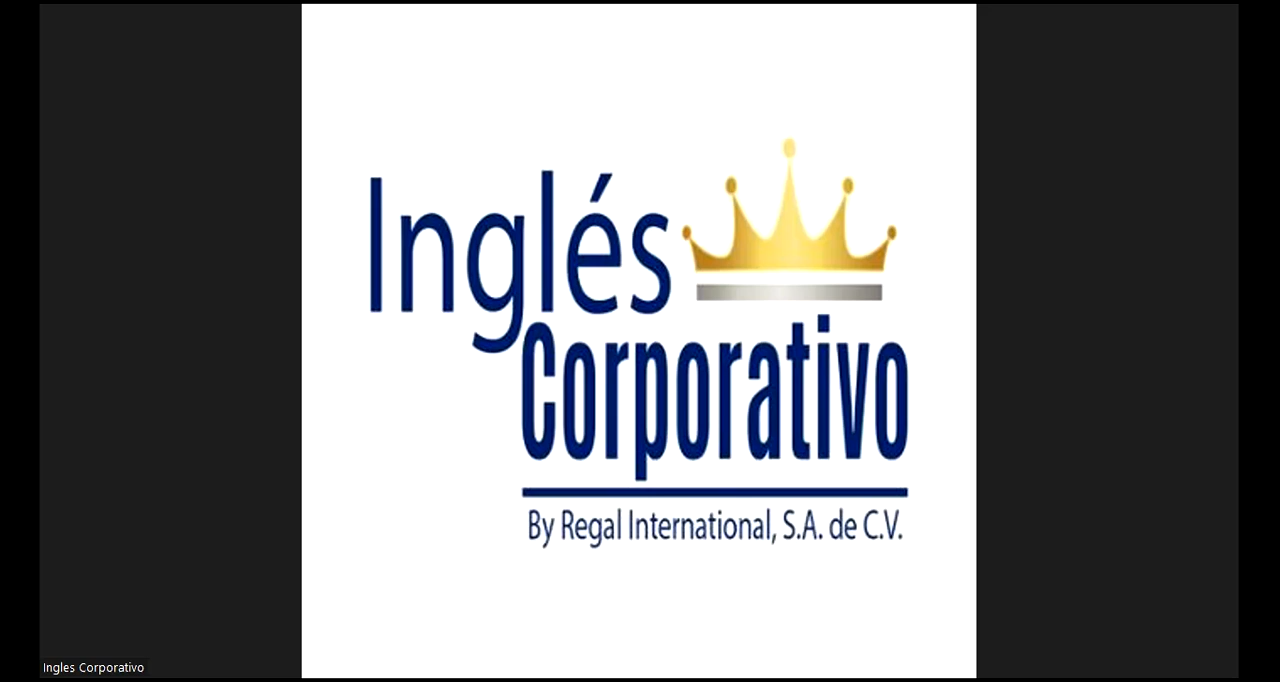 Inglés
Corporativo
By Regal International, S.A. de C.V.
Ingles Corporativo